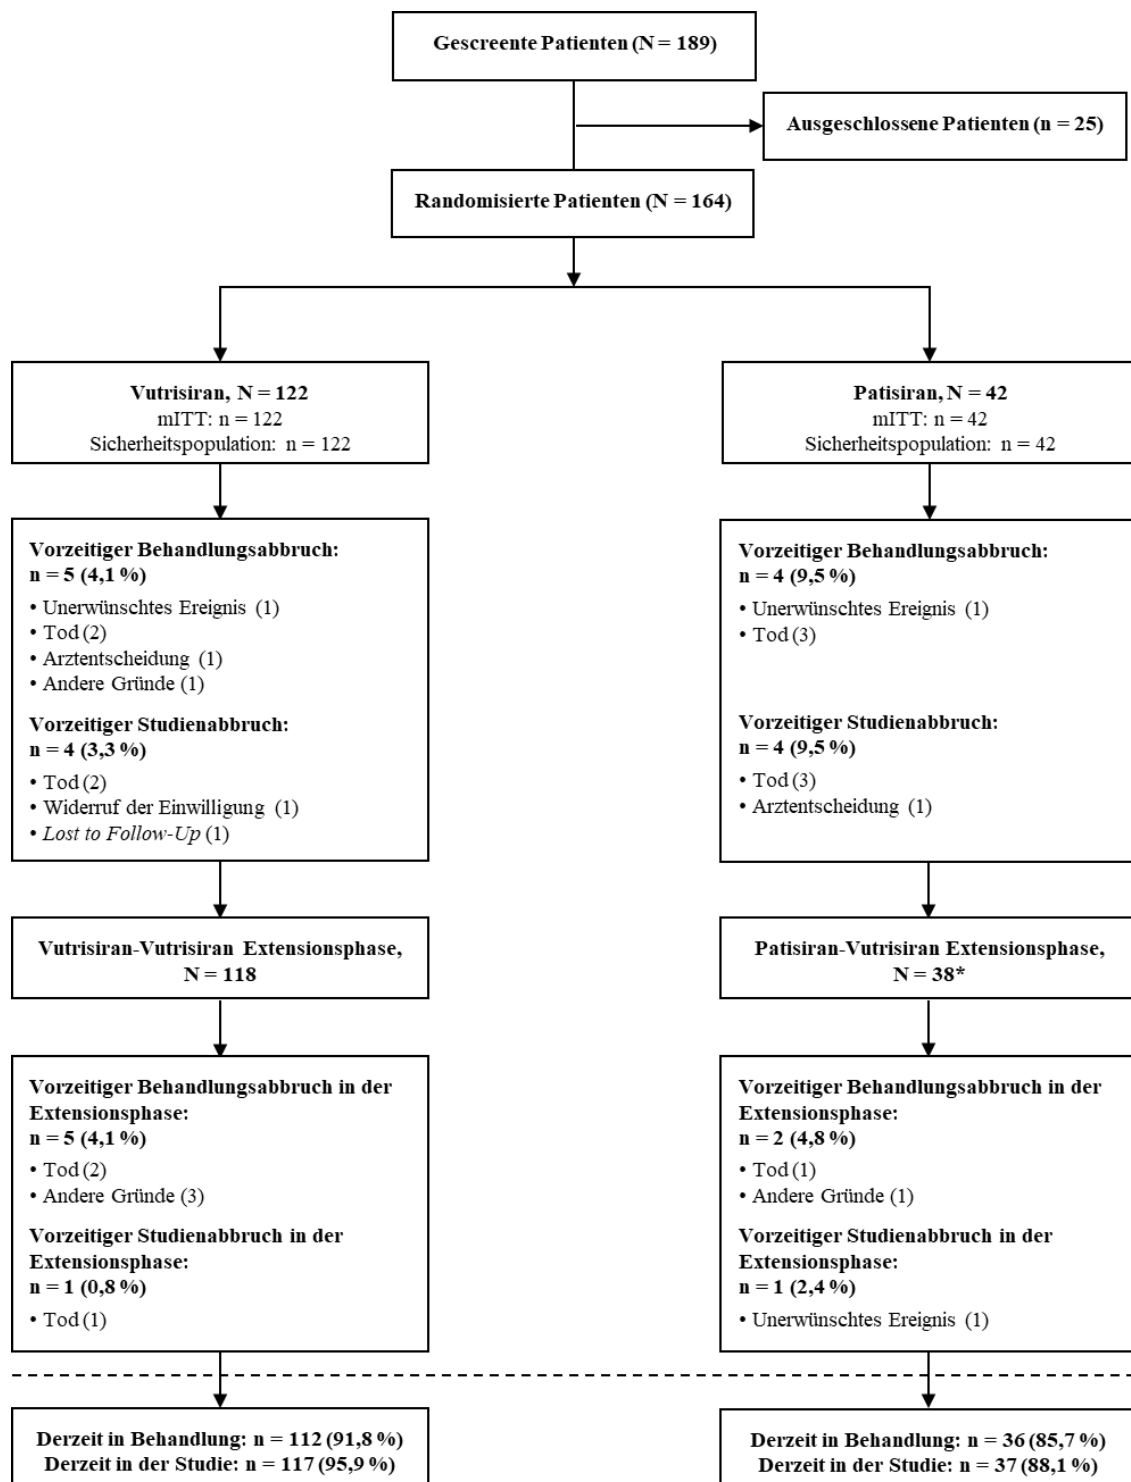 Gescreente Patienten (N = 189)
Ausgeschlossene Patienten (n = 25)
Randomisierte Patienten (N = 164)
Vutrisiran, N = 122
mITT: n = 122
Sicherheitspopulation: n = 122
Patisiran, N = 42
mITT: n = 42
Sicherheitspopulation: n = 42
Vorzeitiger Behandlungsabbruch:
n = 5 (4,1 %)
• Unerwünschtes Ereignis (1)
• Tod (2)
• Arztentscheidung (1)
• Andere Gründe (1)
Vorzeitiger Studienabbruch:
n = 4 (3,3 %)
• Tod (2)
• Widerruf der Einwilligung (1)
• Lost to Follow-Up (1)
Vorzeitiger Behandlungsabbruch:
n = 4 (9,5 %)
• Unerwünschtes Ereignis (1)
• Tod (3)
Vorzeitiger Studienabbruch:
n = 4 (9,5 %)
• Tod (3)
• Arztentscheidung (1)
Vutrisiran-Vutrisiran Extensionsphase,
N = 118
Patisiran-Vutrisiran Extensionsphase,
N = 38*
Vorzeitiger Behandlungsabbruch in der
Extensionsphase:
n = 5 (4,1 %)
• Tod (2)
• Andere Gründe (3)
Vorzeitiger Studienabbruch in der
Extensionsphase:
n = 1 (0,8 %)
• Tod (1)
Vorzeitiger Behandlungsabbruch in der
Extensionsphase:
n = 2 (4,8 %)
• Tod (1)
• Andere Gründe (1)
Vorzeitiger Studienabbruch in der
Extensionsphase:
n = 1 (2,4 %)
• Unerwünschtes Ereignis (1)
Derzeit in Behandlung: n = 112 (91,8 %)
Derzeit in der Studie: n = 117 (95,9 %)
Derzeit in Behandlung: n = 36 (85,7 %)
Derzeit in der Studie: n = 37 (88,1 %)